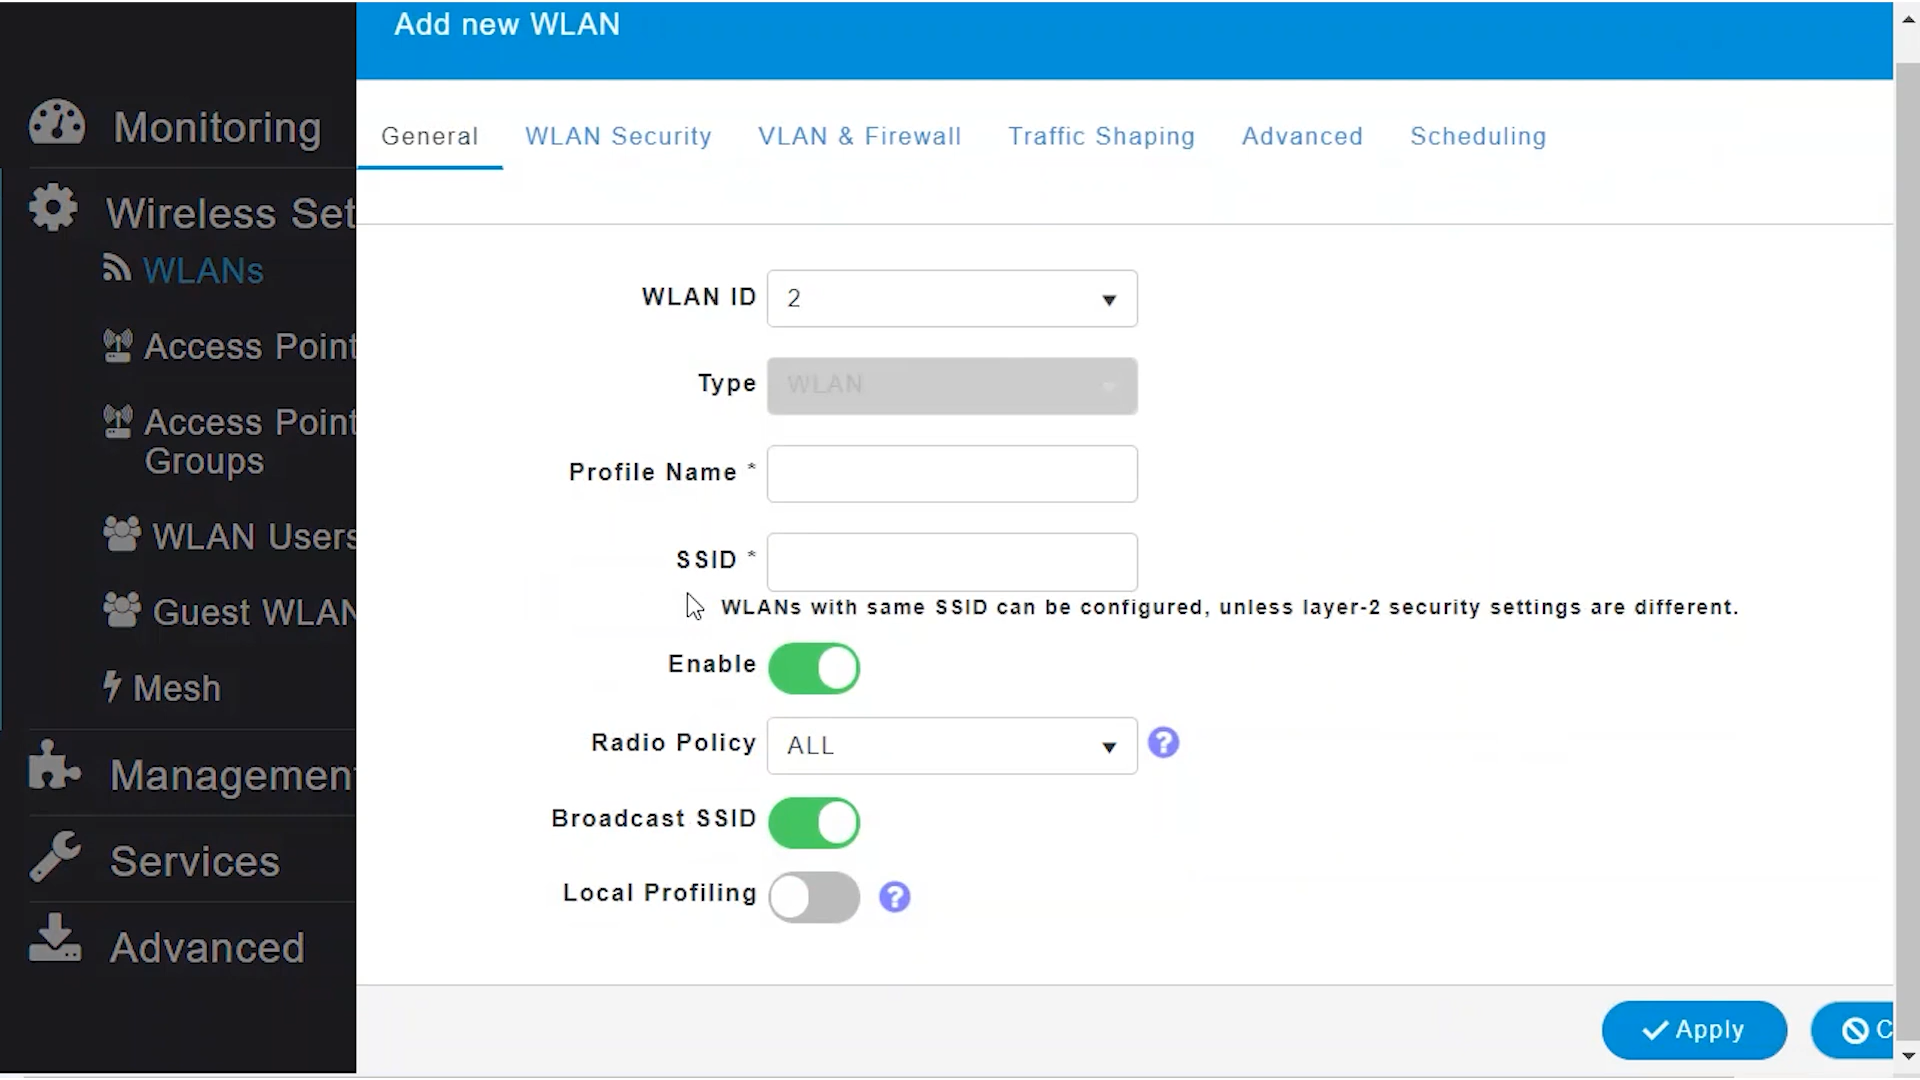 Add new WLAN
Monitoring
General WLAN Security VLAN & Firewall Traffic Shaping Advanced Scheduling
Wireless Set
WLANs
WLAN ID 2
Access Point
Type WLAN
Access Point
Groups
Profile Name *
WLAN Users
SSID *
WLANs with same SSID can be configured, unless layer-2 security settings are different.
Guest WLAN
Enable
Mesh
Radio Policy ALL ?
Management
Broadcast SSID
Services
Local Profiling ?
Advanced
Apply C